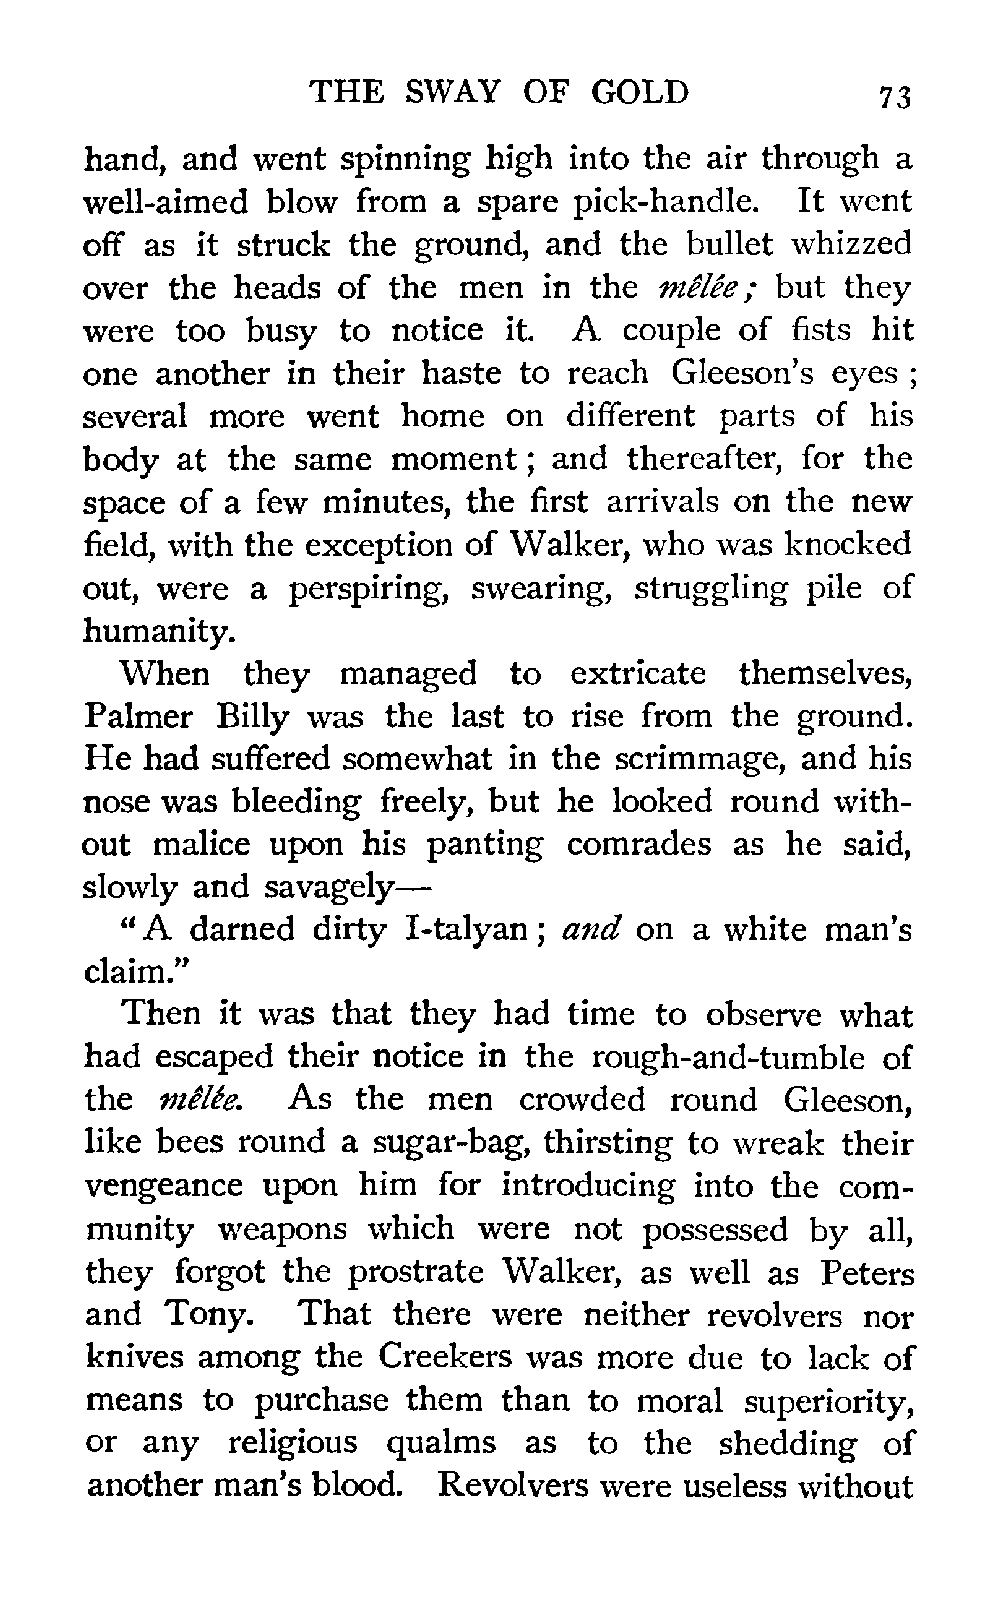 THE SWAY OF GOLD 73
hand, and went spinning high into the air through a
well-aimed blow from a spare pick-handle. It went
off as it struck the ground, and the bullet whizzed
over the heads of the men in the mêlée; but they
were too busy to notice it. A couple of fists hit
one another in their haste to reach Gleeson's eyes ;
several more went home on different parts of his
body at the same moment ; and thereafter, for the
space of a few minutes, the first arrivals on the new
field, with the exception of Walker, who was knocked
out, were a perspiring, swearing, struggling pile of
humanity.
When they managed to extricate themselves,
Palmer Billy was the last to rise from the ground.
He had suffered somewhat in the scrimmage, and his
nose was bleeding freely, but he looked round with-
out malice upon his panting comrades as he said,
slowly and savagely—
"A darned dirty I-talyan ; and on a white man's
claim."
Then it was that they had time to observe what
had escaped their notice in the rough-and-tumble of
the mêlée. As the men crowded round Gleeson,
like bees round a sugar-bag, thirsting to wreak their
vengeance upon him for introducing into the com-
munity weapons which were not possessed by all,
they forgot the prostrate Walker, as well as Peters
and Tony. That there were neither revolvers nor
knives among the Creekers was more due to lack of
means to purchase them than to moral superiority,
or any religious qualms as to the shedding of
another man's blood. Revolvers were useless without